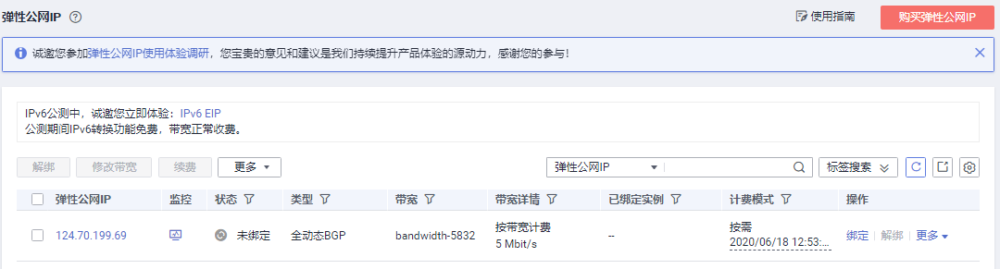 弹性公网IP
使用指南
购买弹性公网IP
诚邀您参加弹性公网IP使用体验调研，您宝贵的意见和建议是我们持续提升产品体验的源动力，感谢您的参与！
IPv6公测中，诚邀您立即体验：IPv6 EIP
公测期间IPv6转换功能免费，带宽正常收费。
解绑 修改带宽 续费 更多 弹性公网IP 标签搜索
弹性公网IP 监控 状态 类型 带宽 带宽详情 已绑定实例 计费模式 操作
124.70.199.69 未绑定 全动态BGP bandwidth-5832 按带宽计费 -- 按需 绑定 解绑 更多
5 Mbit/s 2020/06/18 12:53:...